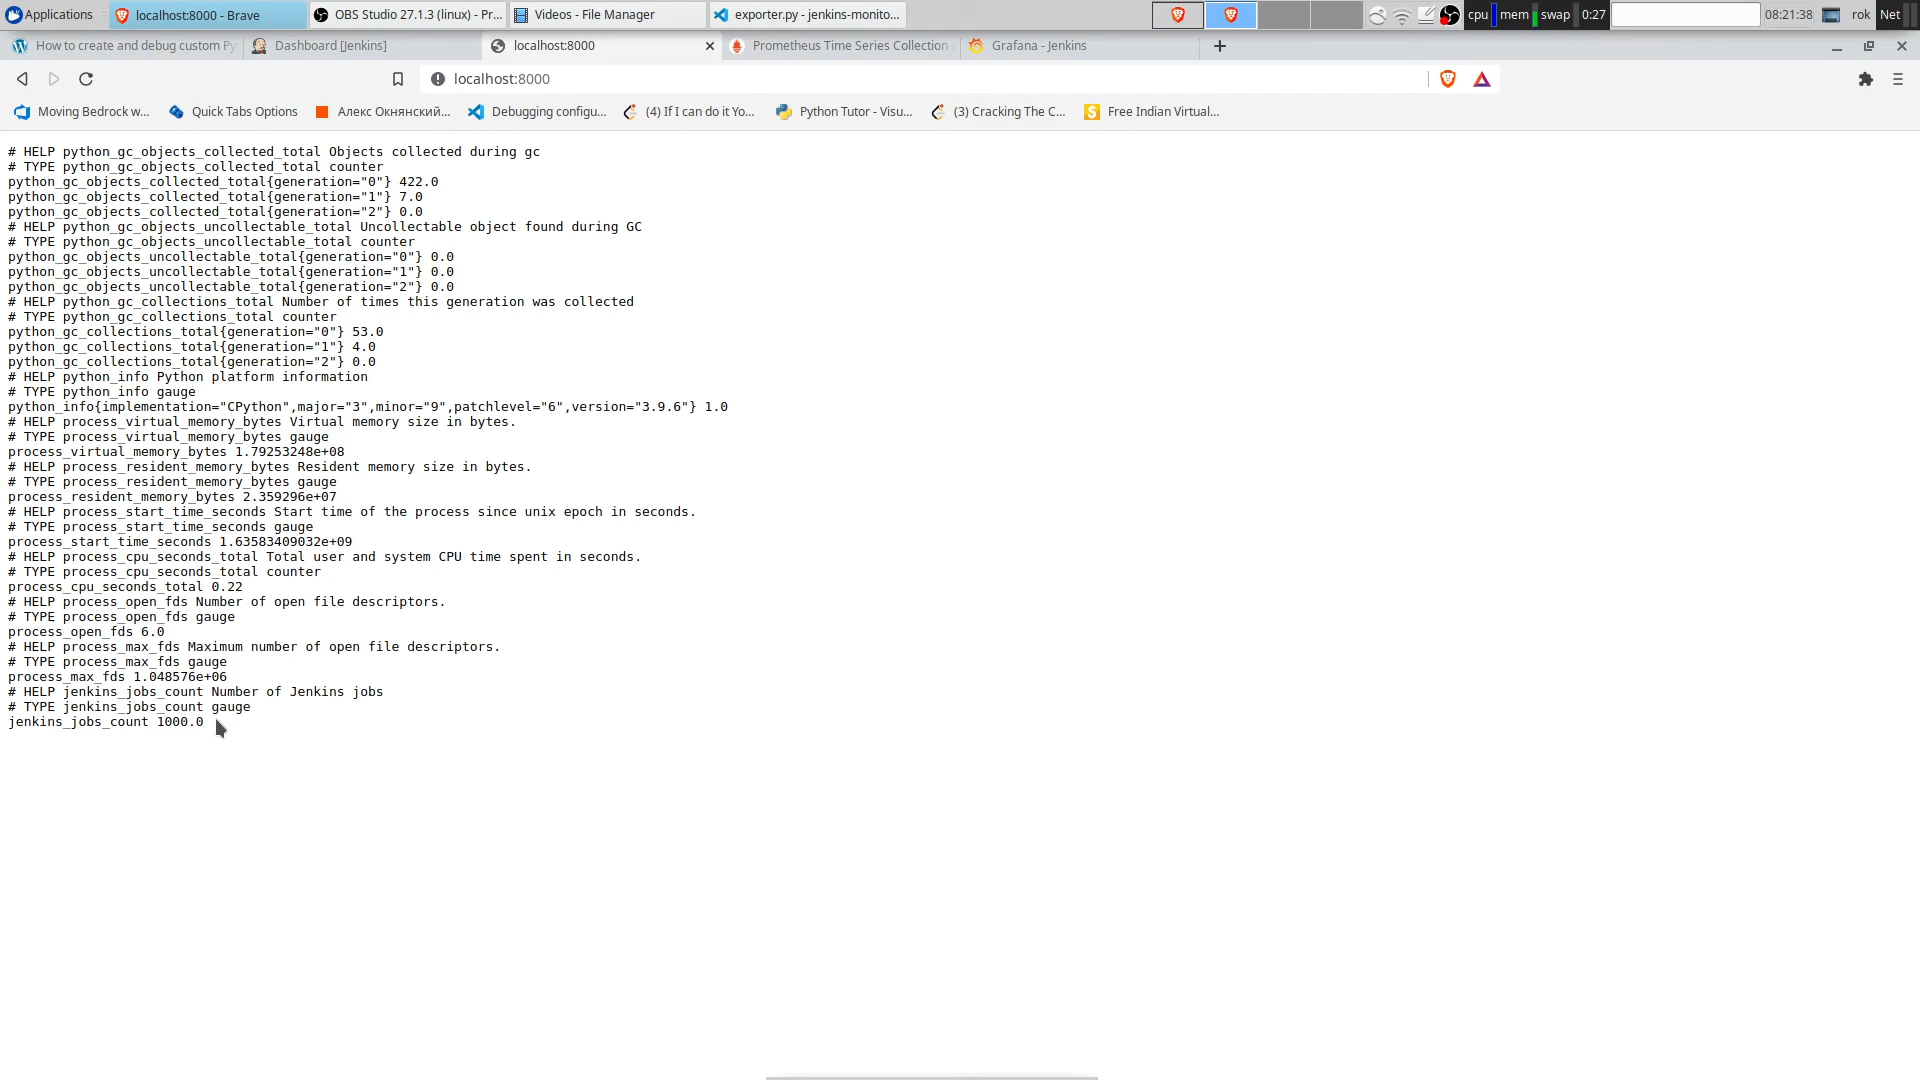 Applications localhost:8000 - Brave OBS Studio 27.1.3 (linux) - Pr... Videos - File Manager exporter.py - jenkins-monito... cpu mem swap 0:27 08:21:38 rok Net
How to create and debug custom Py Dashboard [Jenkins] localhost:8000 Prometheus Time Series Collection Grafana - Jenkins
localhost:8000
Moving Bedrock w... Quick Tabs Options Алекс Окнянский... Debugging configu... (4) If I can do it Yo... Python Tutor - Visu... (3) Cracking The C... Free Indian Virtual...
# HELP python_gc_objects_collected_total Objects collected during gc
# TYPE python_gc_objects_collected_total counter
python_gc_objects_collected_total{generation="0"} 422.0
python_gc_objects_collected_total{generation="1"} 7.0
python_gc_objects_collected_total{generation="2"} 0.0
# HELP python_gc_objects_uncollectable_total Uncollectable object found during GC
# TYPE python_gc_objects_uncollectable_total counter
python_gc_objects_uncollectable_total{generation="0"} 0.0
python_gc_objects_uncollectable_total{generation="1"} 0.0
python_gc_objects_uncollectable_total{generation="2"} 0.0
# HELP python_gc_collections_total Number of times this generation was collected
# TYPE python_gc_collections_total counter
python_gc_collections_total{generation="0"} 53.0
python_gc_collections_total{generation="1"} 4.0
python_gc_collections_total{generation="2"} 0.0
# HELP python_info Python platform information
# TYPE python_info gauge
python_info{implementation="CPython",major="3",minor="9",patchlevel="6",version="3.9.6"} 1.0
# HELP process_virtual_memory_bytes Virtual memory size in bytes.
# TYPE process_virtual_memory_bytes gauge
process_virtual_memory_bytes 1.79253248e+08
# HELP process_resident_memory_bytes Resident memory size in bytes.
# TYPE process_resident_memory_bytes gauge
process_resident_memory_bytes 2.359296e+07
# HELP process_start_time_seconds Start time of the process since unix epoch in seconds.
# TYPE process_start_time_seconds gauge
process_start_time_seconds 1.63583409032e+09
# HELP process_cpu_seconds_total Total user and system CPU time spent in seconds.
# TYPE process_cpu_seconds_total counter
process_cpu_seconds_total 0.22
# HELP process_open_fds Number of open file descriptors.
# TYPE process_open_fds gauge
process_open_fds 6.0
# HELP process_max_fds Maximum number of open file descriptors.
# TYPE process_max_fds gauge
process_max_fds 1.048576e+06
# HELP jenkins_jobs_count Number of Jenkins jobs
# TYPE jenkins_jobs_count gauge
jenkins_jobs_count 1000.0